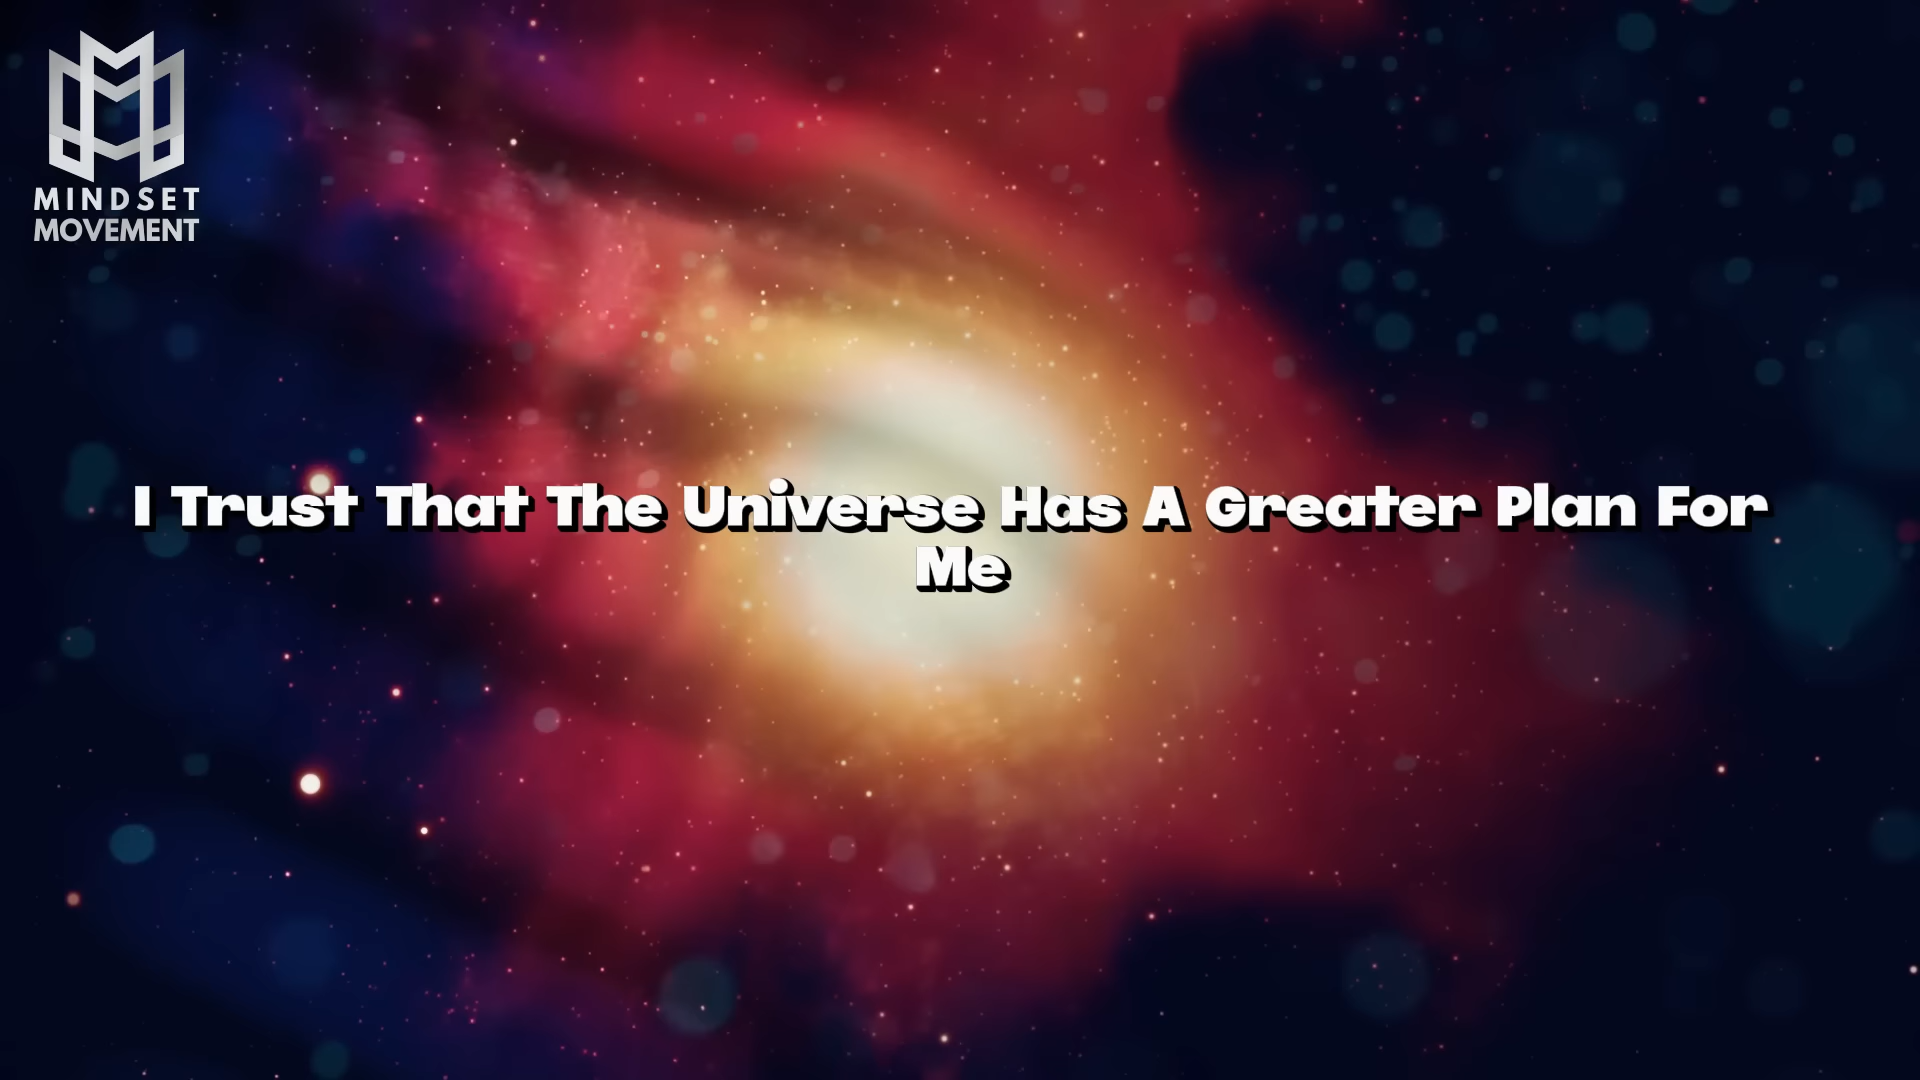 MINDSET
MOVEMENT
I Trust That The Universe Has A Greater Plan For
Me